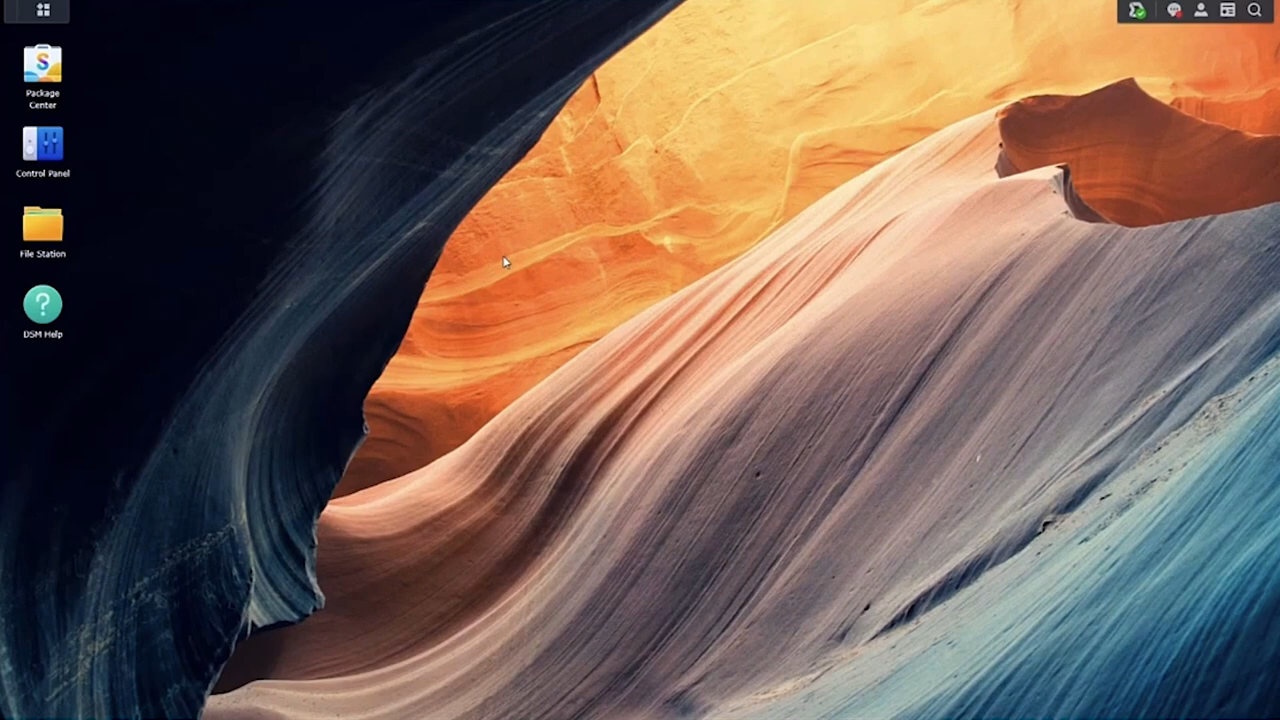 Package
Center
Control Panel
File Station
DSM Help